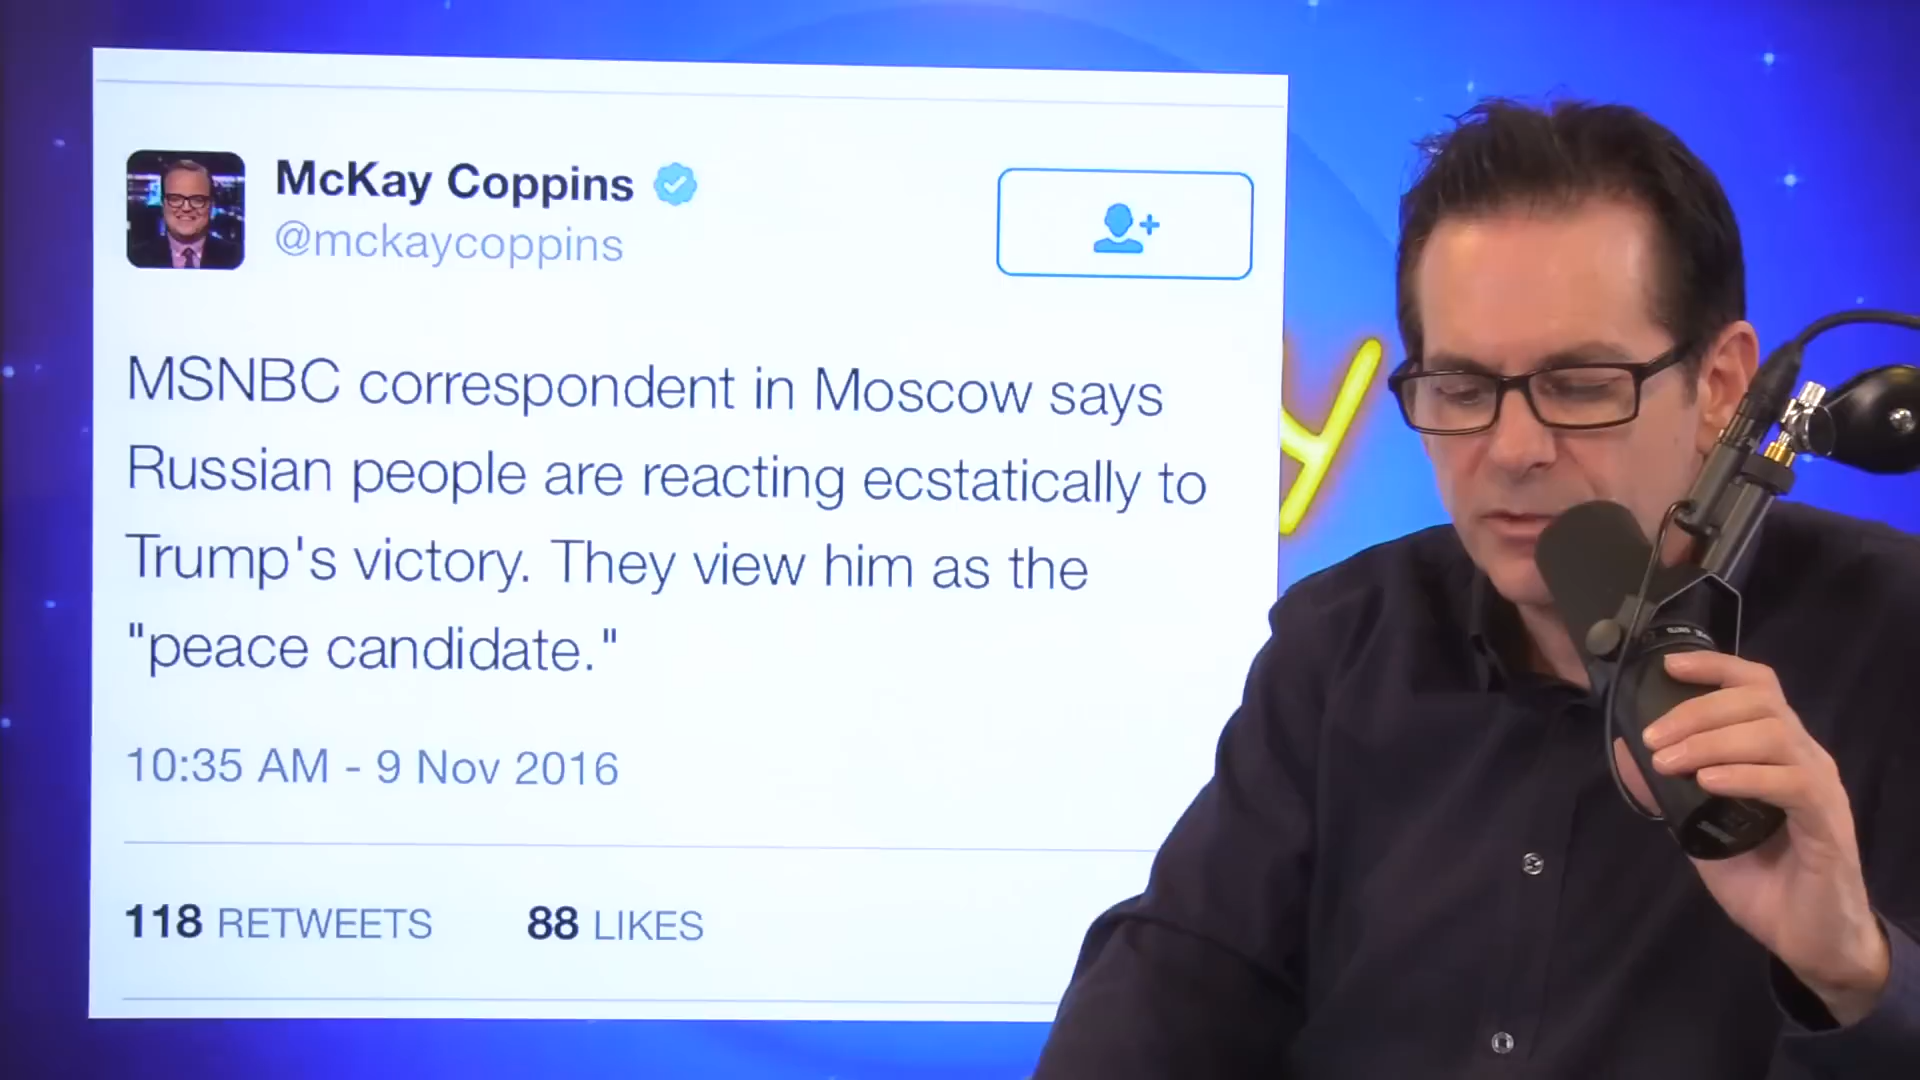 McKay Coppins
@mckaycoppins
MSNBC correspondent in Moscow says
Russian people are reacting ecstatically to
Trump's victory. They view him as the
"peace candidate."
10:35 AM - 9 Nov 2016
118 RETWEETS 88 LIKES